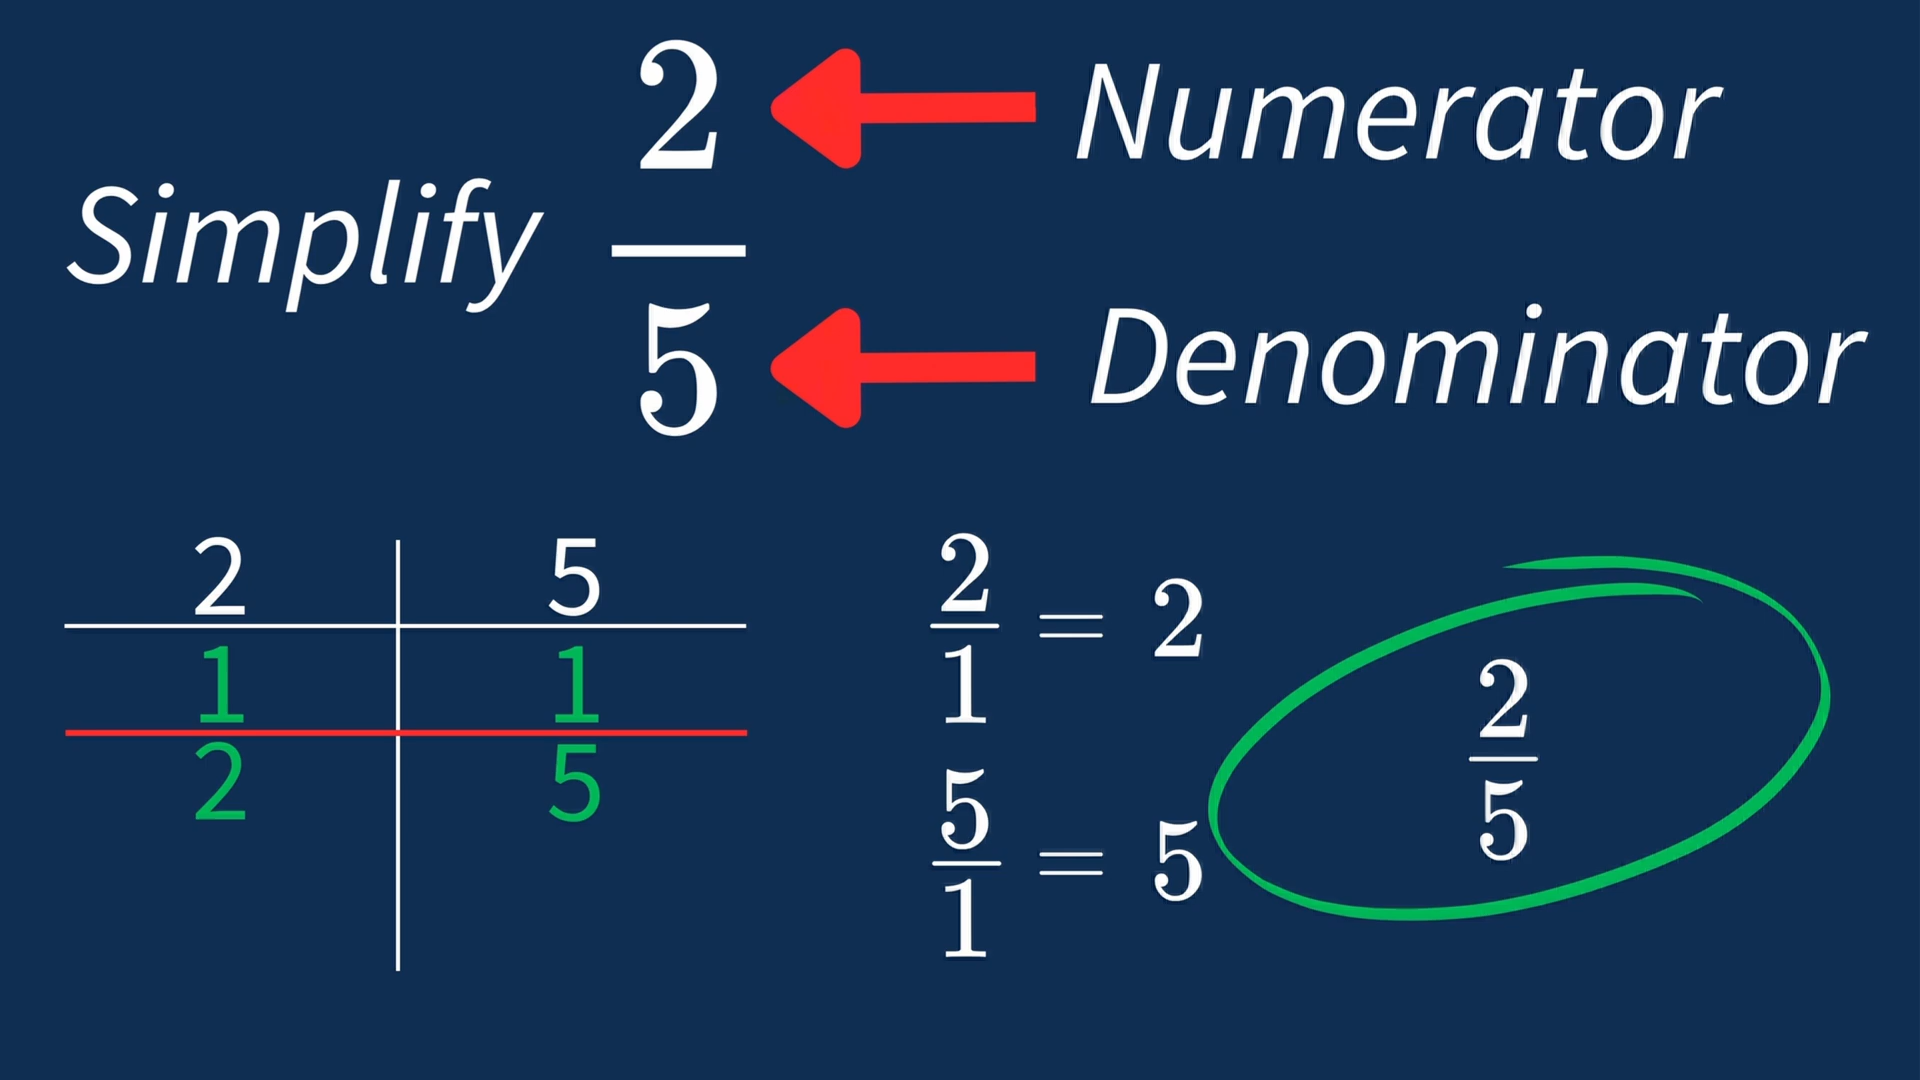 2 Numerator
Simplify
5 Denominator
2 5
1 1
2 5
2/1 = 2
5/1 = 5
2/5